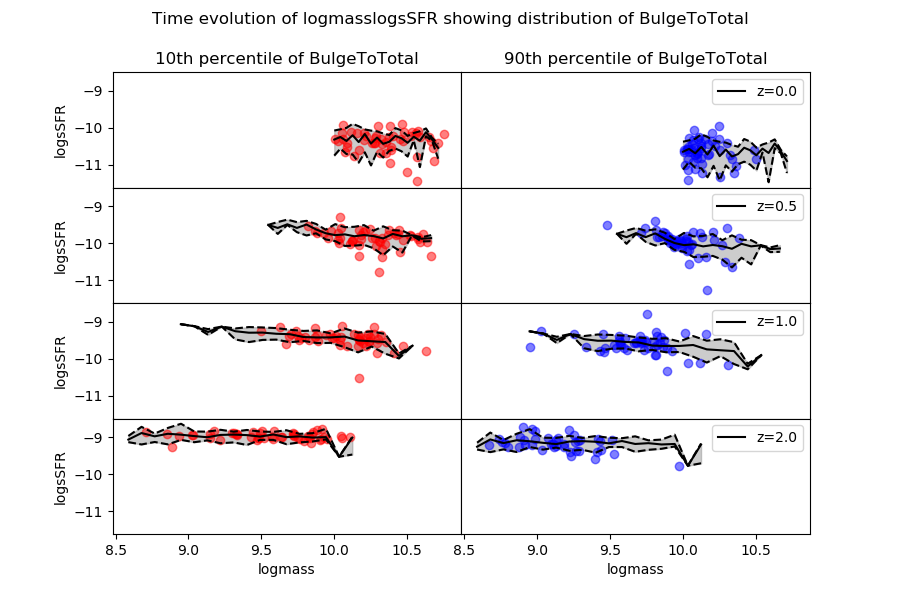 Time evolution of logmasslogsSFR showing distribution of BulgeToTotal
10th percentile of BulgeToTotal
90th percentile of BulgeToTotal
−9
−10
−11
logsSFR
z=0.0
−9
−10
−11
logsSFR
z=0.5
−9
−10
−11
logsSFR
z=1.0
−9
−10
−11
logsSFR
z=2.0
8.5 9.0 9.5 10.0 10.5 8.5 9.0 9.5 10.0 10.5
logmass logmass